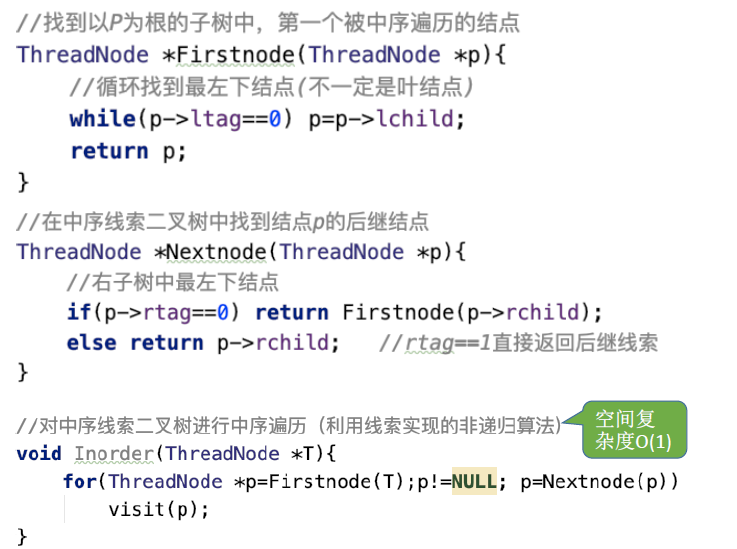 //找到以P为根的子树中，第一个被中序遍历的结点
ThreadNode *Firstnode(ThreadNode *p){
//循环找到最左下结点(不一定是叶结点)
while(p->ltag==0) p=p->lchild;
return p;
}
//在中序线索二叉树中找到结点p的后继结点
ThreadNode *Nextnode(ThreadNode *p){
//右子树中最左下结点
if(p->rtag==0) return Firstnode(p->rchild);
else return p->rchild; //rtag==1直接返回后继线索
}
//对中序线索二叉树进行中序遍历（利用线索实现的非递归算法)
空间复
杂度O(1)
void Inorder(ThreadNode *T){
for(ThreadNode *p=Firstnode(T);p!=NULL; p=Nextnode(p))
visit(p);
}